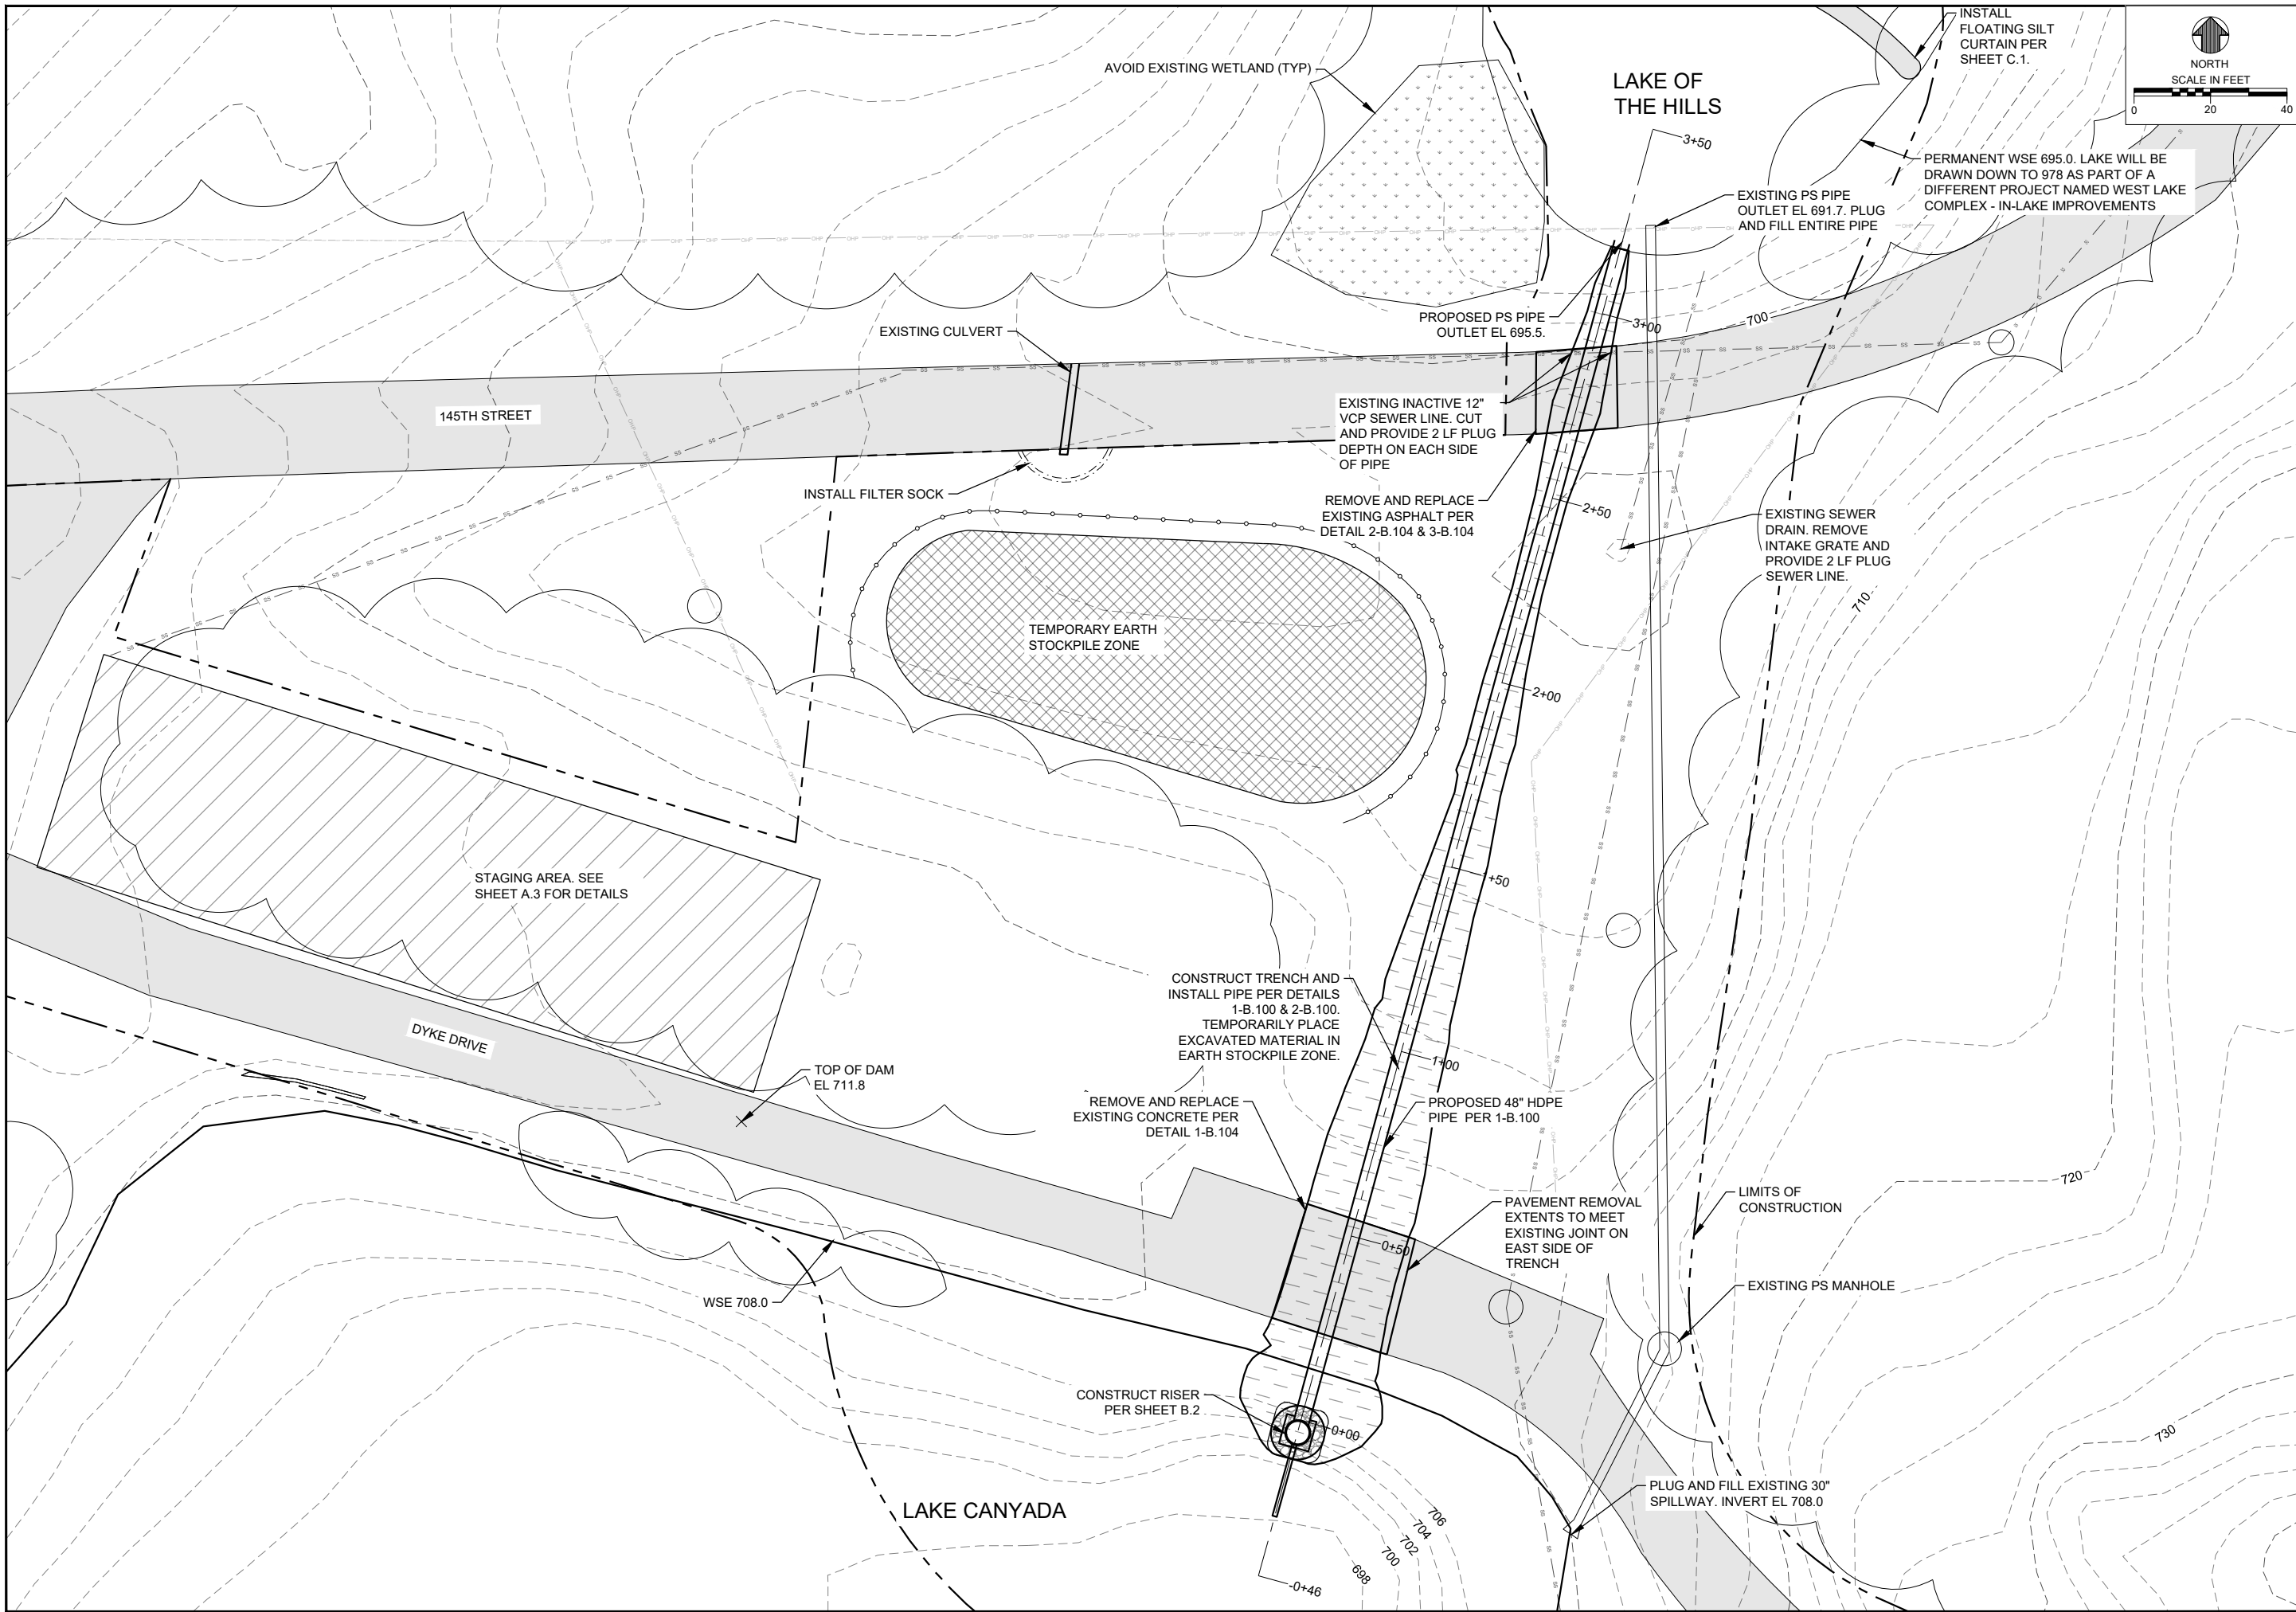 INSTALL
FLOATING SILT
CURTAIN PER
SHEET C.1.
NORTH
SCALE IN FEET
0 20 40
AVOID EXISTING WETLAND (TYP)
LAKE OF
THE HILLS
3+50
PERMANENT WSE 695.0. LAKE WILL BE
DRAWN DOWN TO 978 AS PART OF A
DIFFERENT PROJECT NAMED WEST LAKE
COMPLEX - IN-LAKE IMPROVEMENTS
EXISTING PS PIPE
OUTLET EL 691.7. PLUG
AND FILL ENTIRE PIPE
PROPOSED PS PIPE
OUTLET EL 695.5.
3+00
700
EXISTING CULVERT
145TH STREET
EXISTING INACTIVE 12"
VCP SEWER LINE. CUT
AND PROVIDE 2 LF PLUG
DEPTH ON EACH SIDE
OF PIPE
INSTALL FILTER SOCK
REMOVE AND REPLACE
EXISTING ASPHALT PER
DETAIL 2-B.104 & 3-B.104
2+50
EXISTING SEWER
DRAIN. REMOVE
INTAKE GRATE AND
PROVIDE 2 LF PLUG
SEWER LINE.
710
TEMPORARY EARTH
STOCKPILE ZONE
2+00
STAGING AREA. SEE
SHEET A.3 FOR DETAILS
+50
CONSTRUCT TRENCH AND
INSTALL PIPE PER DETAILS
1-B.100 & 2-B.100.
TEMPORARILY PLACE
EXCAVATED MATERIAL IN
EARTH STOCKPILE ZONE.
1+00
DYKE DRIVE
TOP OF DAM
EL 711.8
REMOVE AND REPLACE
EXISTING CONCRETE PER
DETAIL 1-B.104
PROPOSED 48" HDPE
PIPE PER 1-B.100
720
LIMITS OF
CONSTRUCTION
PAVEMENT REMOVAL
EXTENTS TO MEET
EXISTING JOINT ON
EAST SIDE OF
TRENCH
0+50
EXISTING PS MANHOLE
WSE 708.0
CONSTRUCT RISER
PER SHEET B.2
0+00
730
PLUG AND FILL EXISTING 30"
SPILLWAY. INVERT EL 708.0
LAKE CANYADA
706
704
702
700
698
-0+46